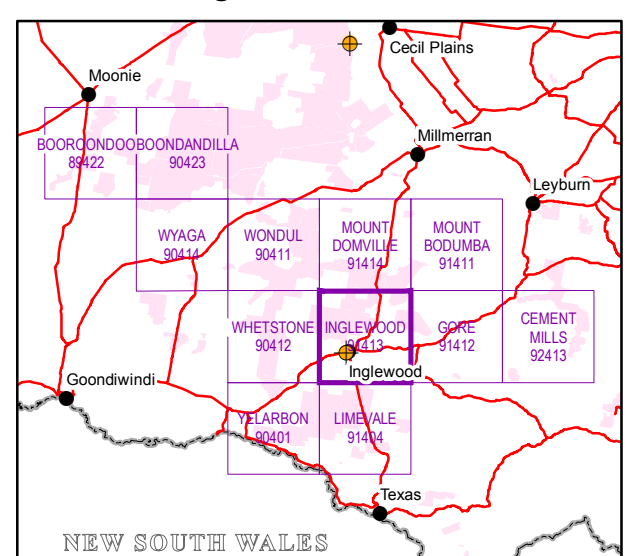 Cecil Plains
Moonie
BOOROONDOO
89422
BOONDANDILLA
90423
Millmerran
Leyburn
WYAGA
90414
WONDUL
90411
MOUNT
DOMVILLE
91414
MOUNT
BODUMBA
91411
WHETSTONE
90412
INGLEWOOD
91413
GORE
91412
CEMENT
MILLS
92413
Inglewood
Goondiwindi
YELARBON
90401
LIMEVALE
91404
Texas
NEW SOUTH WALES